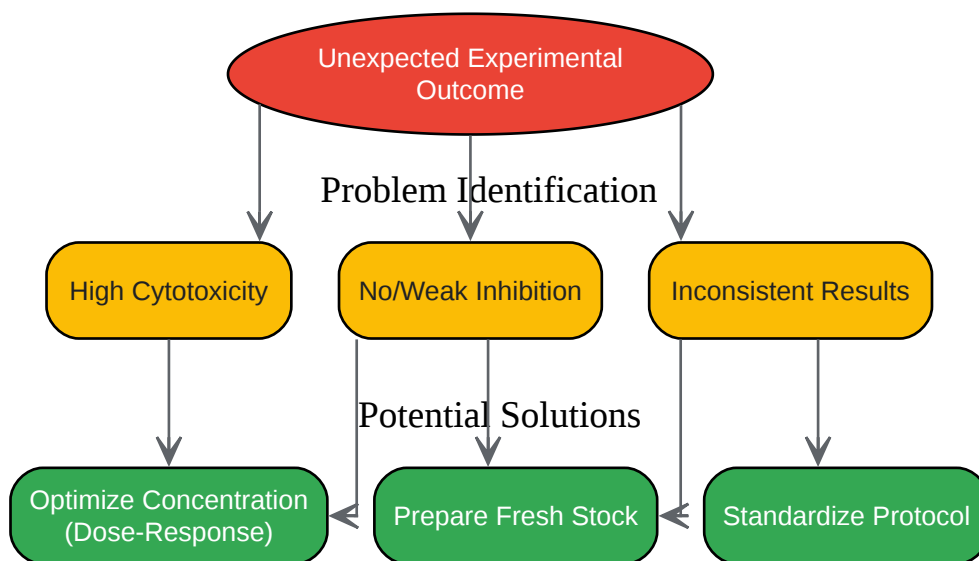 Unexpected Experimental
Outcome
Problem Identification
High Cytotoxicity
No/Weak Inhibition
Inconsistent Results
Potential Solutions
Optimize Concentration
(Dose-Response)
Prepare Fresh Stock
Standardize Protocol